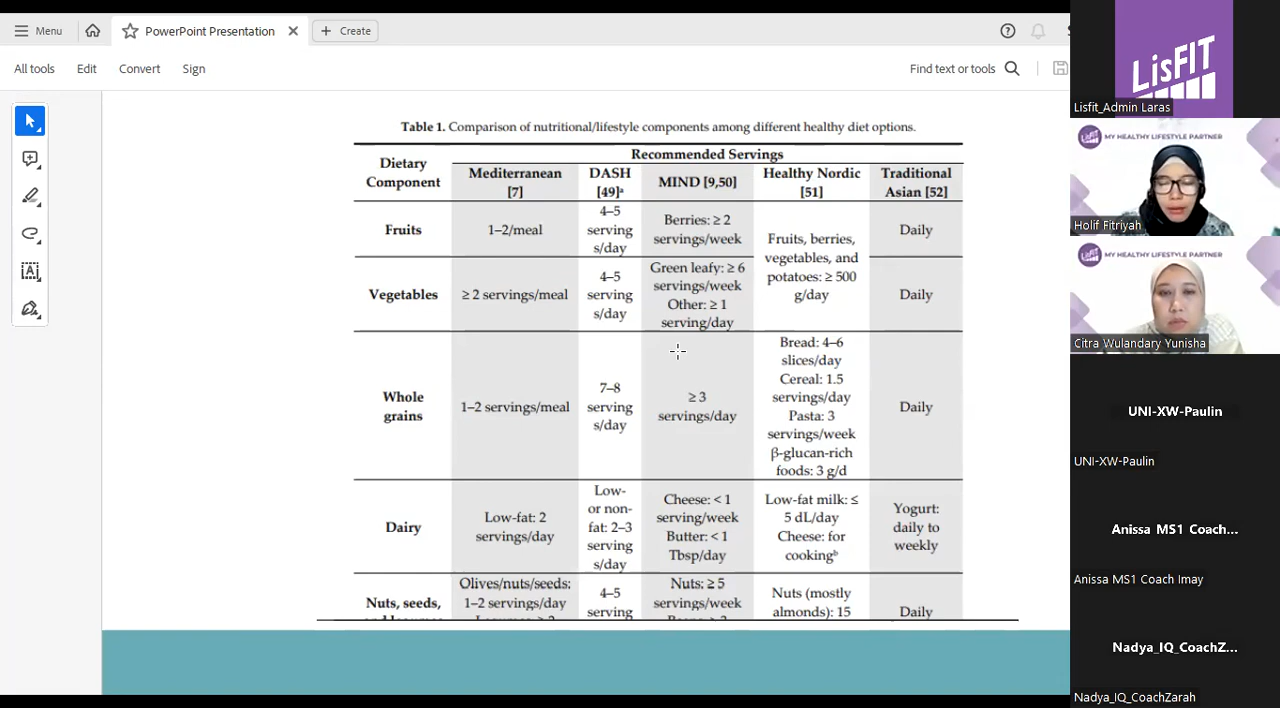 Menu
PowerPoint Presentation
Create
All tools
Edit
Convert
Sign
Find text or tools
Table 1. Comparison of nutritional/lifestyle components among different healthy diet options.
Dietary
Component
Recommended Servings
Mediterranean
[7]
DASH
[49]ᵃ
MIND [9,50]
Healthy Nordic
[51]
Traditional
Asian [52]
Fruits
1–2/meal
4–5
serving
s/day
Berries: ≥ 2
servings/week
Fruits, berries,
vegetables, and
potatoes: ≥ 500
g/day
Daily
Vegetables
≥ 2 servings/meal
4–5
serving
s/day
Green leafy: ≥ 6
servings/week
Other: ≥ 1
serving/day
Daily
Whole
grains
1–2 servings/meal
7–8
serving
s/day
≥ 3
servings/day
Bread: 4–6
slices/day
Cereal: 1.5
servings/day
Pasta: 3
servings/week
β-glucan-rich
foods: 3 g/d
Daily
Dairy
Low-fat: 2
servings/day
Low-
or non-
fat: 2–3
serving
s/day
Cheese: < 1
serving/week
Butter: < 1
Tbsp/day
Low-fat milk: ≤
5 dL/day
Cheese: for
cookingᵇ
Yogurt:
daily to
weekly
Nuts, seeds,
Olives/nuts/seeds:
1–2 servings/day
4–5
serving
Nuts: ≥ 5
servings/week
Nuts (mostly
almonds): 15
Daily
LisFIT
Lisfit_Admin Laras
MY HEALTHY LIFESTYLE PARTNER
Holif Fitriyah
MY HEALTHY LIFESTYLE PARTNER
Citra Wulandary Yunisha
UNI-XW-Paulin
UNI-XW-Paulin
Anissa MS1 Coach...
Anissa MS1 Coach Imay
Nadya_IQ_CoachZ...
Nadya_IQ_CoachZarah